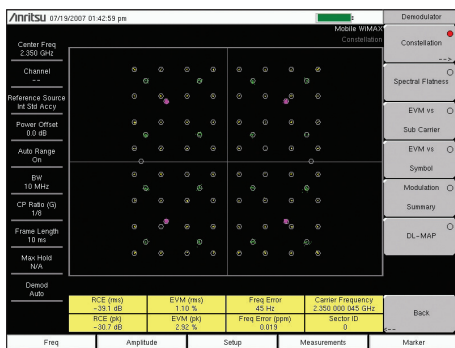 Anritsu 07/19/2007 01:42:59 pm
Mobile WiMAX
Constellation
Center Freq
2.350 GHz
Channel
--
Reference Source
Int Std Accy
Power Offset
0.0 dB
Auto Range
On
BW
10 MHz
CP Ratio (G)
1/8
Frame Length
10 ms
Max Hold
N/A
Demod
Auto
RCE (rms)
-39.1 dB
EVM (rms)
1.10 %
Freq Error
45 Hz
Carrier Frequency
2.350 000 045 GHz
RCE (pk)
-30.7 dB
EVM (pk)
2.92 %
Freq Error (ppm)
0.019
Sector ID
0
Demodulator
Constellation
-->
Spectral Flatness
EVM vs
Sub Carrier
EVM vs
Symbol
Modulation
Summary
DL-MAP
Back
<--
Freq
Amplitude
Setup
Measurements
Marker